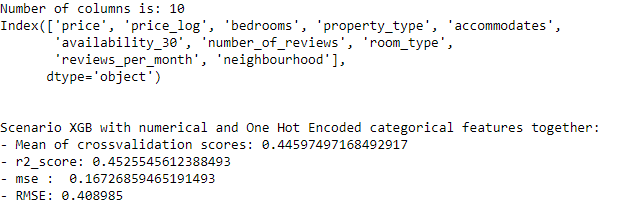 Number of columns is: 10
Index(['price', 'price_log', 'bedrooms', 'property_type', 'accommodates',
'availability_30', 'number_of_reviews', 'room_type',
'reviews_per_month', 'neighbourhood'],
dtype='object')
Scenario XGB with numerical and One Hot Encoded categorical features together:
- Mean of crossvalidation scores: 0.44597497168492917
- r2_score: 0.4525545612388493
- mse :  0.16726859465191493
- RMSE: 0.408985